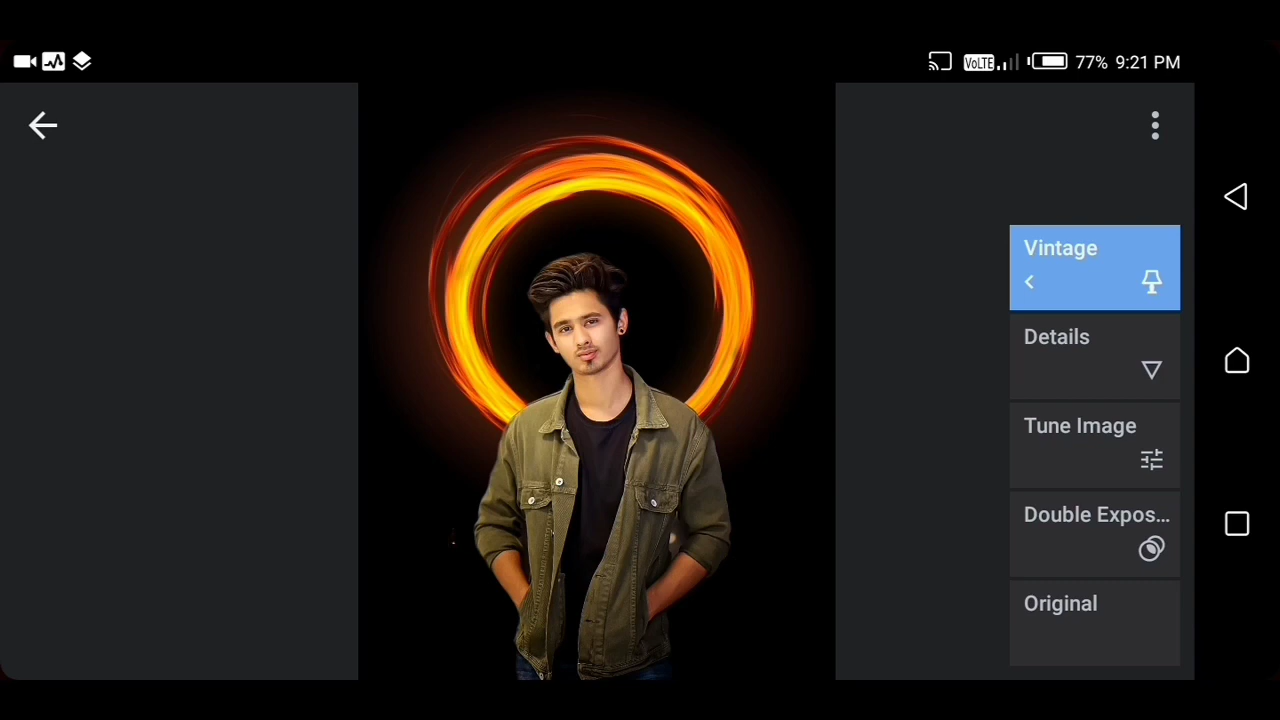 VoLTE 77% 9:21 PM
Vintage
Details
Tune Image
Double Expos...
Original